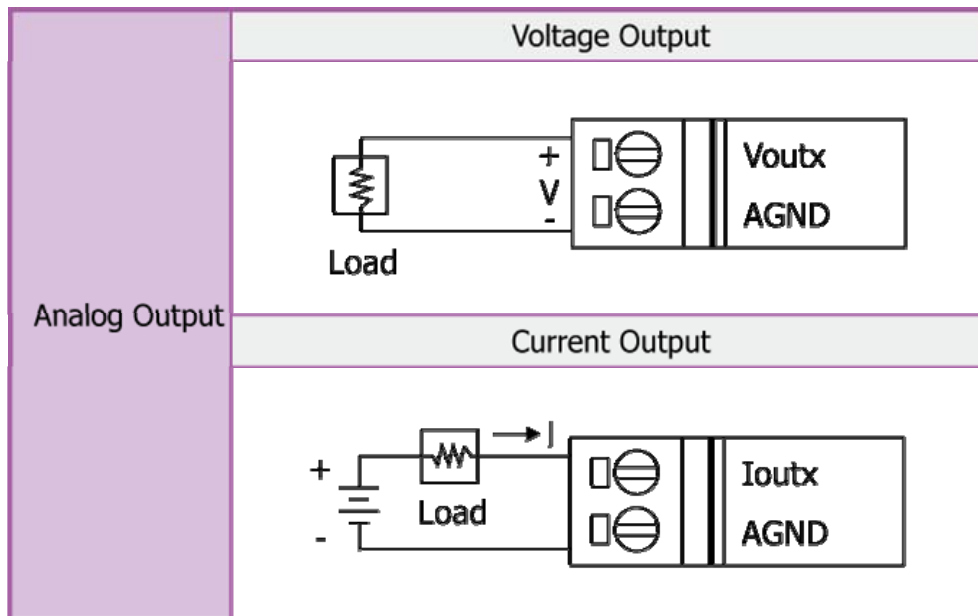 Analog Output
Voltage Output
+
V
-
Load
Voutx
AGND
Current Output
+
-
Load
J
Ioutx
AGND